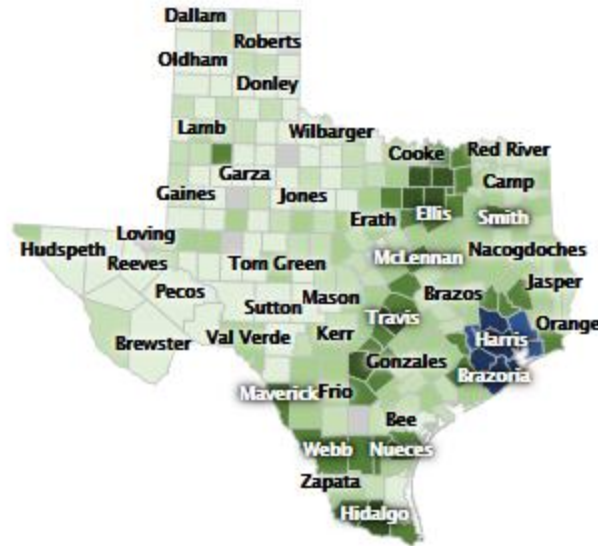 Dallam
Roberts
Oldham
Donley
Lamb
Wilbarger
Cooke
Red River
Garza
Camp
Gaines
Jones
Erath
Ellis
Smith
Loving
Hudspeth
Reeves
Tom Green
McLennan
Nacogdoches
Pecos
Sutton
Mason
Brazos
Jasper
Brewster
Val Verde
Kerr
Travis
Harris
Orange
Gonzales
Maverick
Frio
Brazoria
Bee
Webb
Nueces
Zapata
Hidalgo